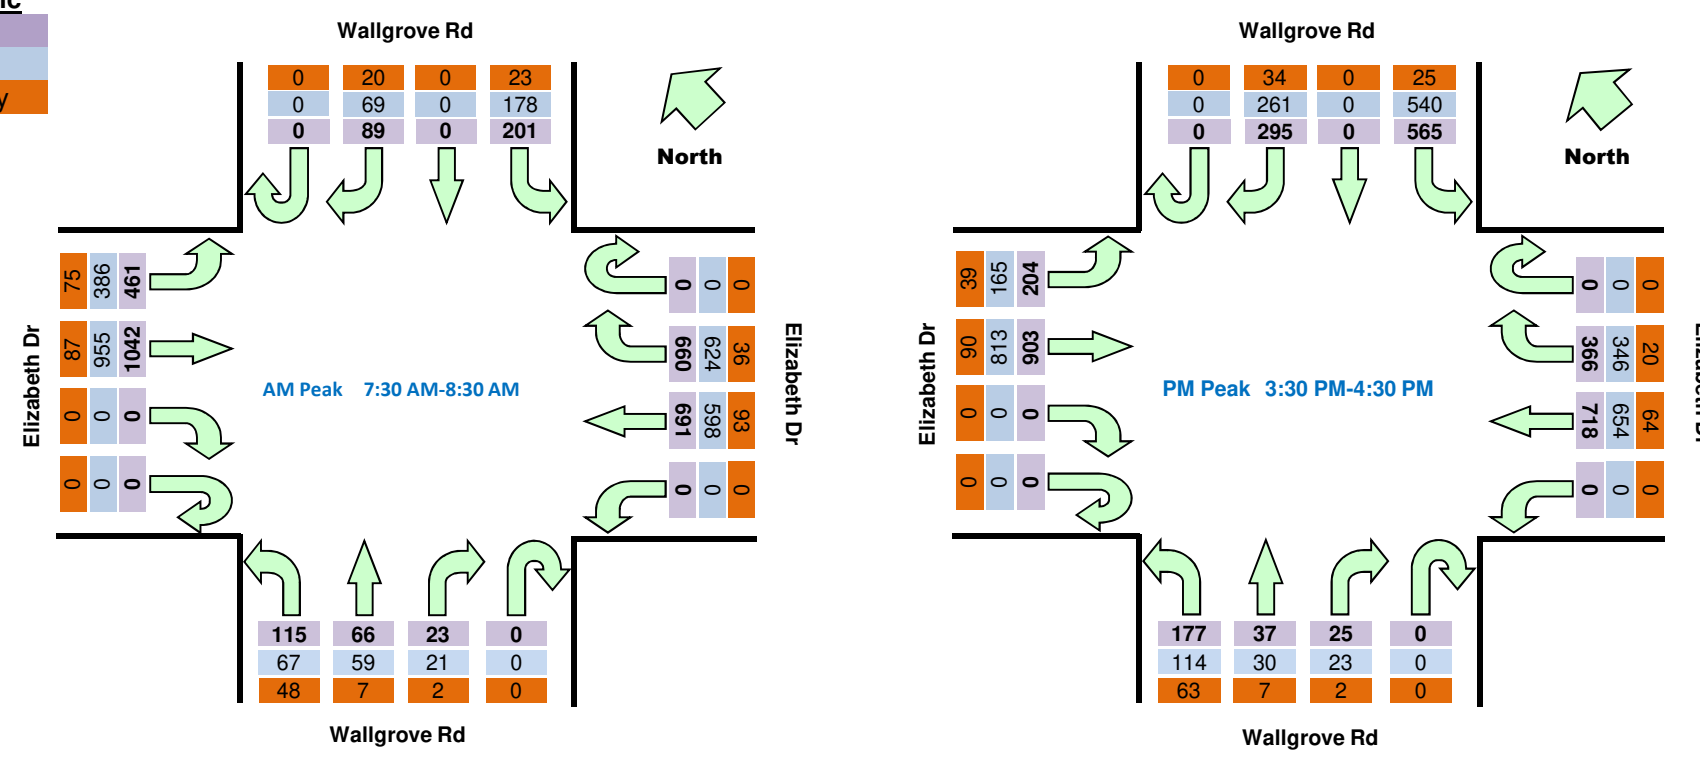 ic
y
Wallgrove Rd
0 20 0 23
0 69 0 178
0 89 0 201
North
75 386 461
87 955 1042
0 0 0
0 0 0
Elizabeth Dr
AM Peak 7:30 AM-8:30 AM
0 0 0
660 624 36
691 598 93
0 0 0
Elizabeth Dr
115 66 23 0
67 59 21 0
48 7 2 0
Wallgrove Rd
Wallgrove Rd
0 34 0 25
0 261 0 540
0 295 0 565
North
39 165 204
90 813 903
0 0 0
0 0 0
Elizabeth Dr
PM Peak 3:30 PM-4:30 PM
0 0 0
366 346 20
718 654 64
0 0 0
Elizabeth Dr
177 37 25 0
114 30 23 0
63 7 2 0
Wallgrove Rd